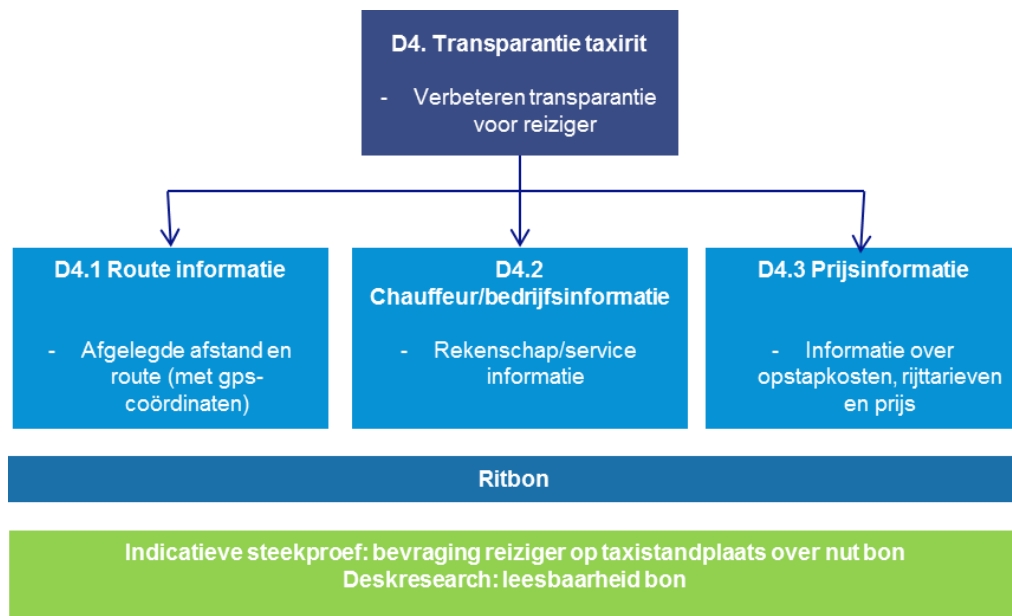 D4. Transparantie taxirit
- Verbeteren transparantie
voor reiziger
D4.1 Route informatie
- Afgelegde afstand en
route (met gps-
coördinaten)
D4.2
Chauffeur/bedrijfsinformatie
- Rekenschap/service
informatie
D4.3 Prijsinformatie
- Informatie over
opstapkosten, rijttarieven
en prijs
Ritbon
Indicatieve steekproef: bevraging reiziger op taxistandplaats over nut bon
Deskresearch: leesbaarheid bon